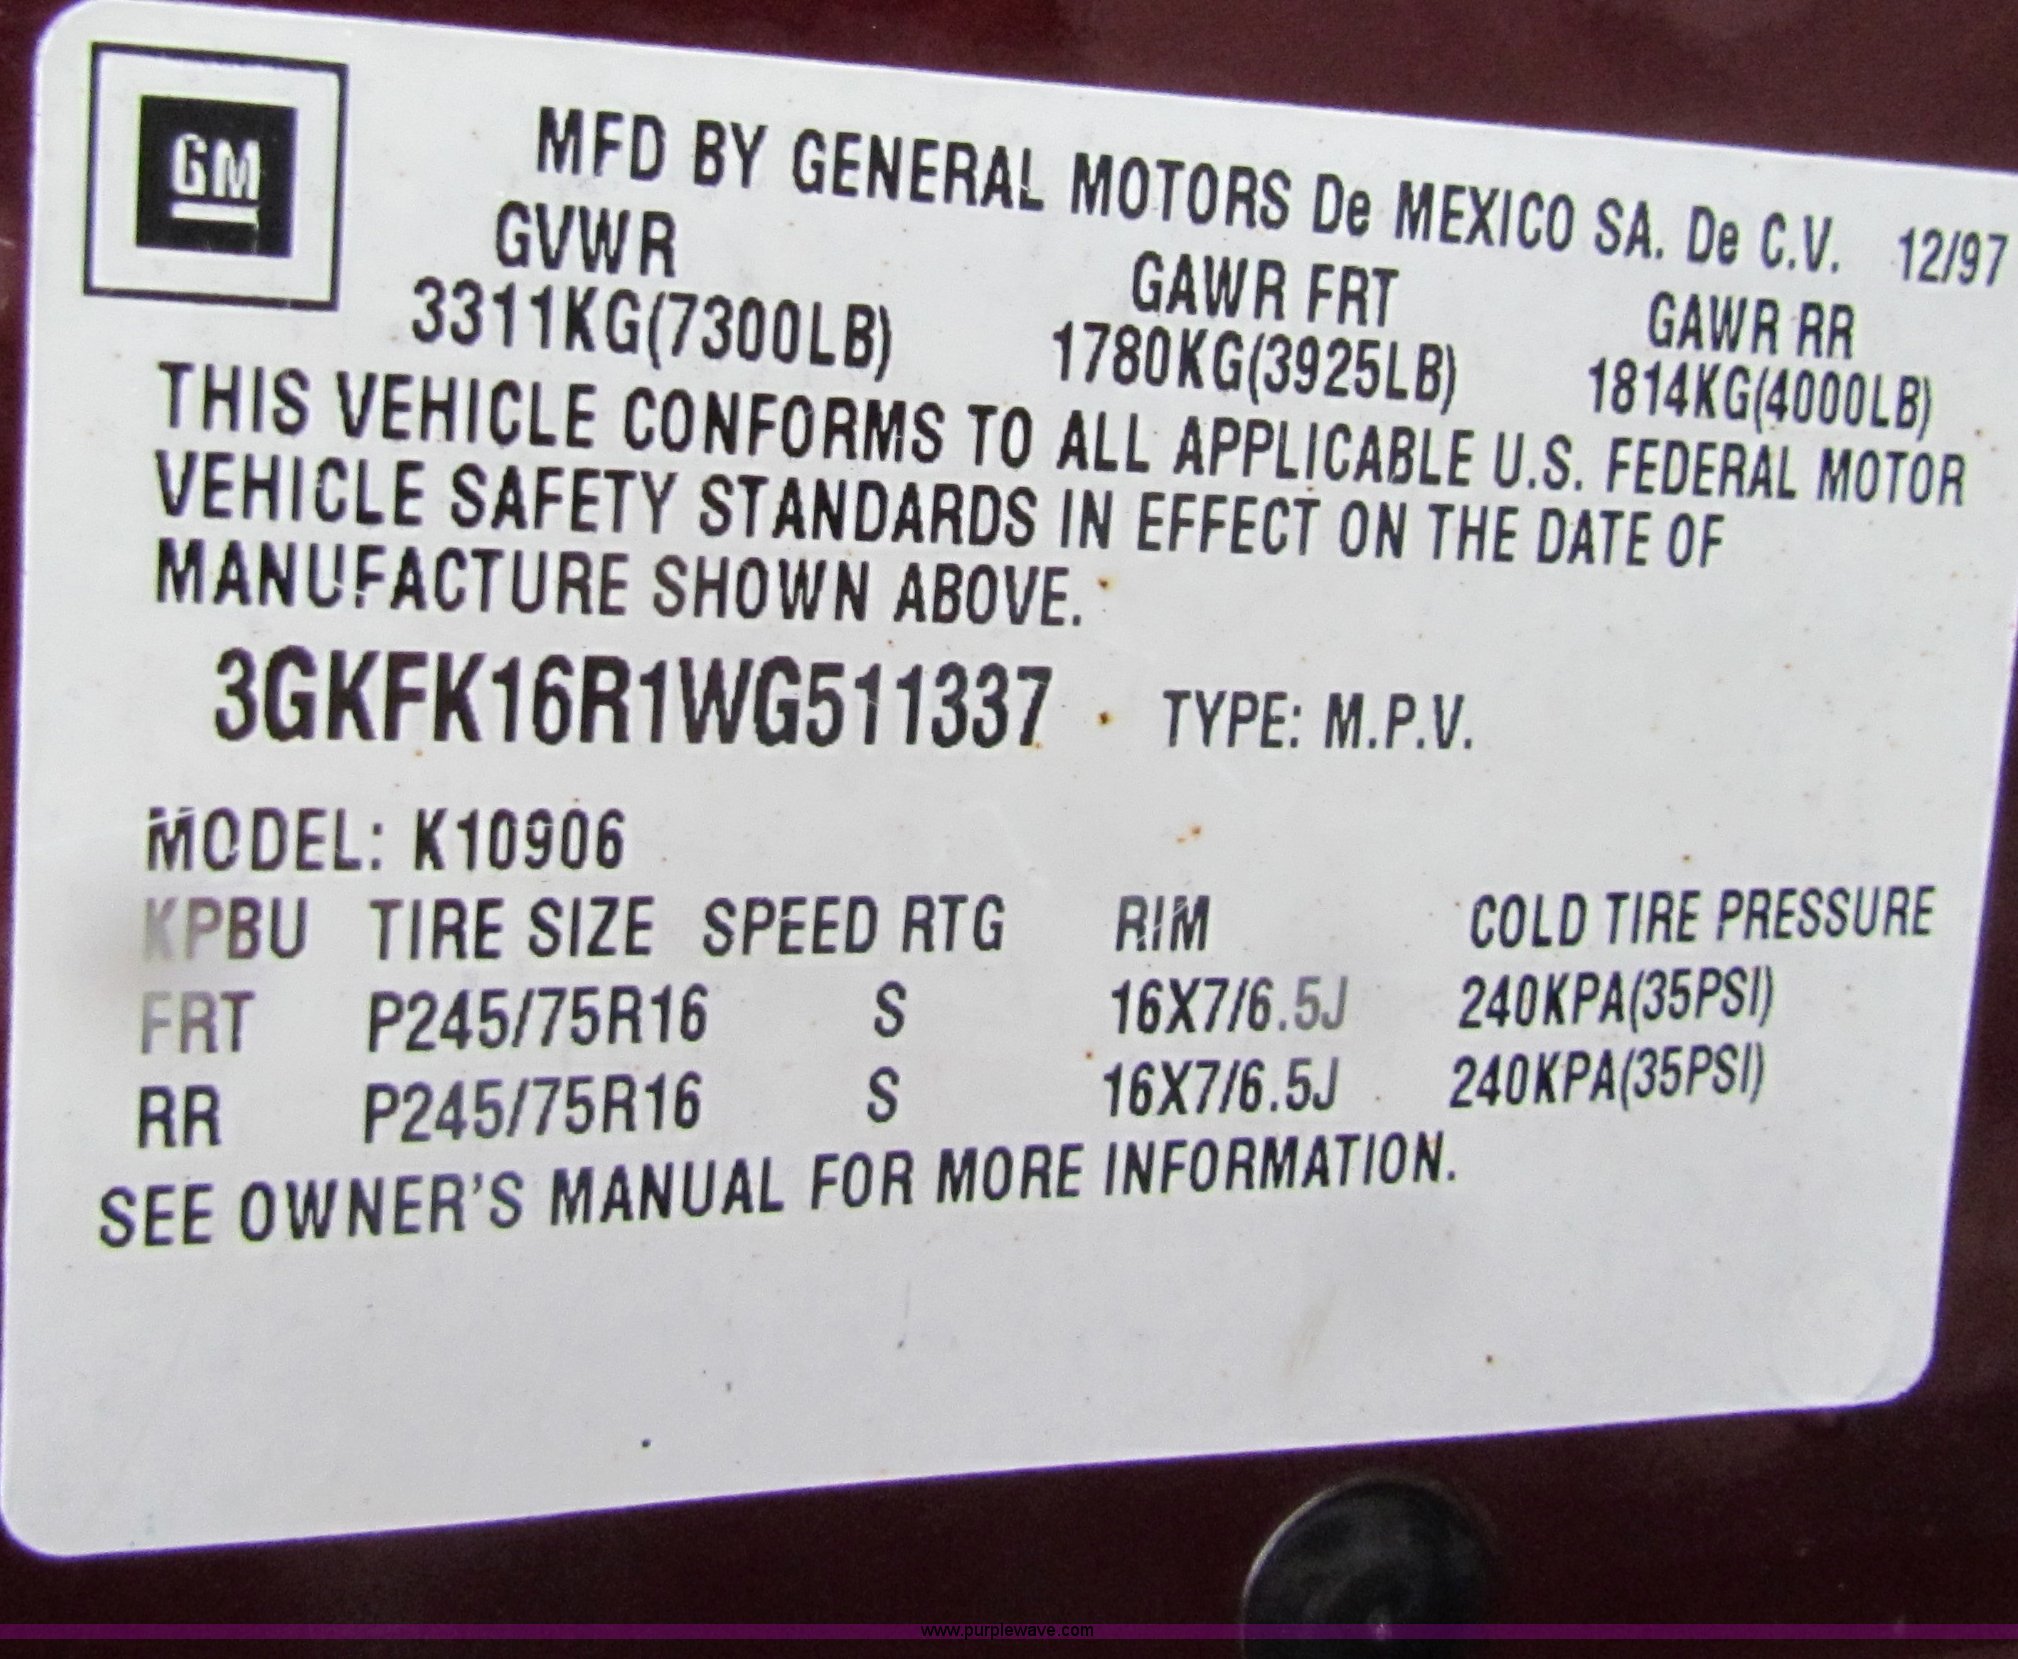 GM
MFD BY GENERAL MOTORS De MEXICO SA. De C.V. 12/97
GVWR GAWR FRT GAWR RR
3311KG(7300LB) 1780KG(3925LB) 1814KG(4000LB)
THIS VEHICLE CONFORMS TO ALL APPLICABLE U.S. FEDERAL MOTOR
VEHICLE SAFETY STANDARDS IN EFFECT ON THE DATE OF
MANUFACTURE SHOWN ABOVE.
3GKFK16R1WG511337 TYPE: M.P.V.
MODEL: K10906
KPBU TIRE SIZE SPEED RTG RIM COLD TIRE PRESSURE
FRT P245/75R16 S 16X7/6.5J 240KPA(35PSI)
RR P245/75R16 S 16X7/6.5J 240KPA(35PSI)
SEE OWNER'S MANUAL FOR MORE INFORMATION.
www.purplewave.com